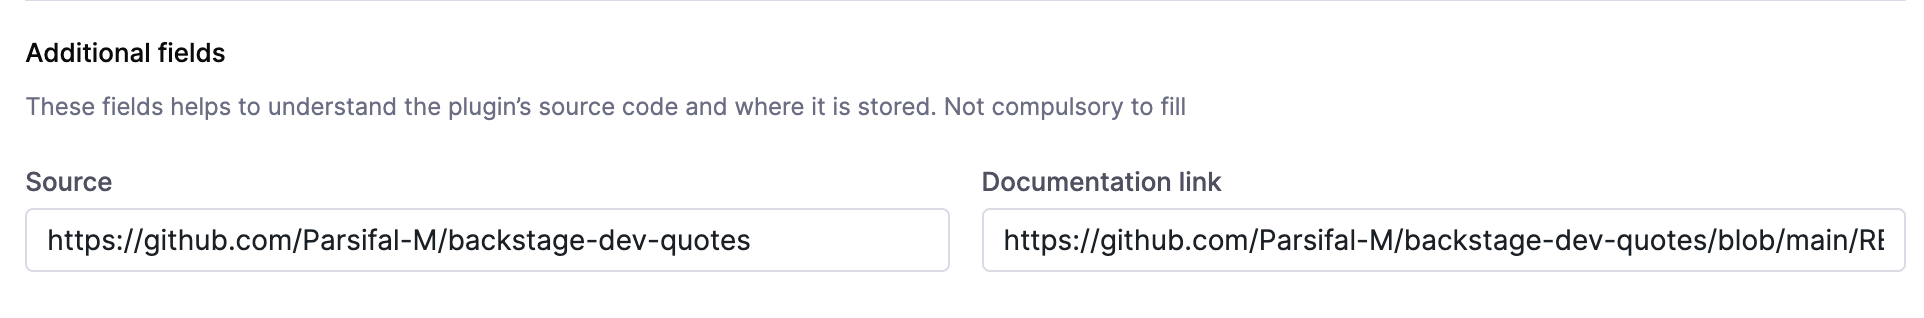 Additional fields
These fields helps to understand the plugin’s source code and where it is stored. Not compulsory to fill
Source
Documentation link
https://github.com/Parsifal-M/backstage-dev-quotes
https://github.com/Parsifal-M/backstage-dev-quotes/blob/main/RE